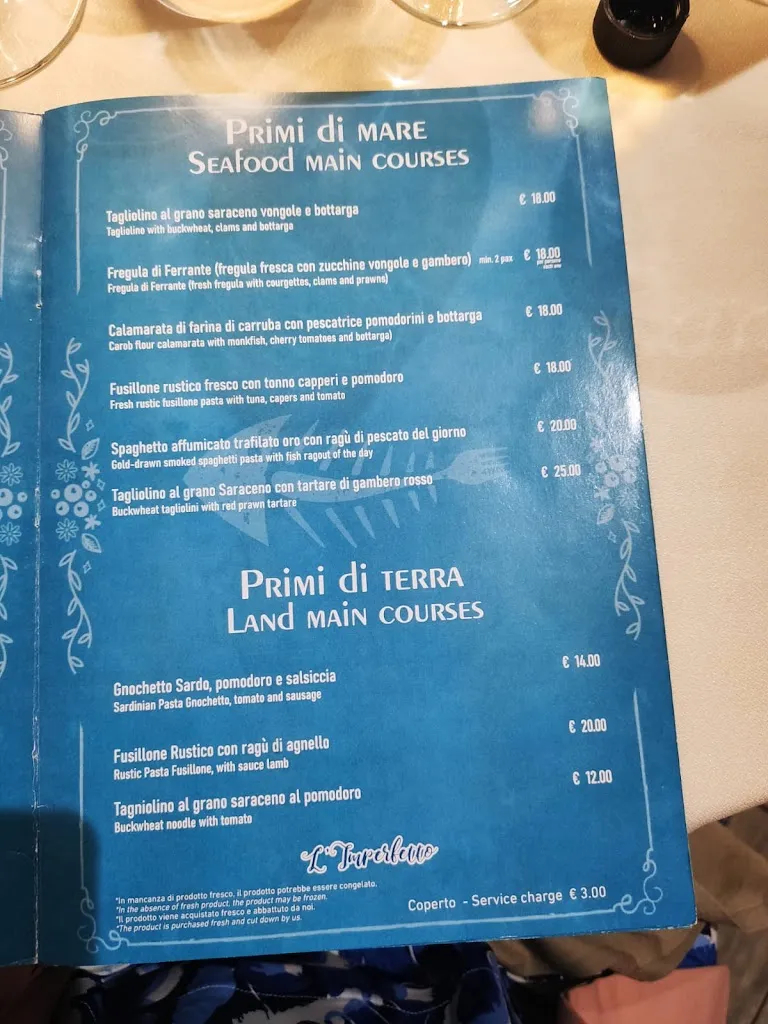 Primi di mare
Seafood main courses
Tagliolino al grano saraceno vongole e bottarga € 18.00
Tagliolino with buckwheat, clams and bottarga
Fregula di Ferrante (fregula fresca con zucchine vongole e gambero) min. 2 pax € 18.00
Fregula di Ferrante (fresh fregula with courgettes, clams and prawns)
Calamarata di farina di carruba con pescatrice pomodorini e bottarga € 18.00
Carob flour calamarata with monkfish, cherry tomatoes and bottarga)
Fusillone rustico fresco con tonno capperi e pomodoro € 18.00
Fresh rustic fusillone pasta with tuna, capers and tomato
Spaghetto affumicato trafilato oro con ragù di pescato del giorno € 20.00
Gold-drawn smoked spaghetti pasta with fish ragout of the day
Tagliolino al grano Saraceno con tartare di gambero rosso € 25.00
Buckwheat tagliolini with red prawn tartare
Primi di terra
Land main courses
Gnochetto Sardo, pomodoro e salsiccia € 14.00
Sardinian Pasta Gnochetto, tomato and sausage
Fusillone Rustico con ragù di agnello € 20.00
Rustic Pasta Fusillone, with sauce lamb
Tagniolino al grano saraceno al pomodoro € 12.00
Buckwheat noodle with tomato
L'Imperfetto
*In mancanza di prodotto fresco, il prodotto potrebbe essere congelato.
*In the absence of fresh product, the product may be frozen.
*Il prodotto viene acquistato fresco e abbattuto da noi.
*The product is purchased fresh and cut down by us.
Coperto - Service charge € 3.00